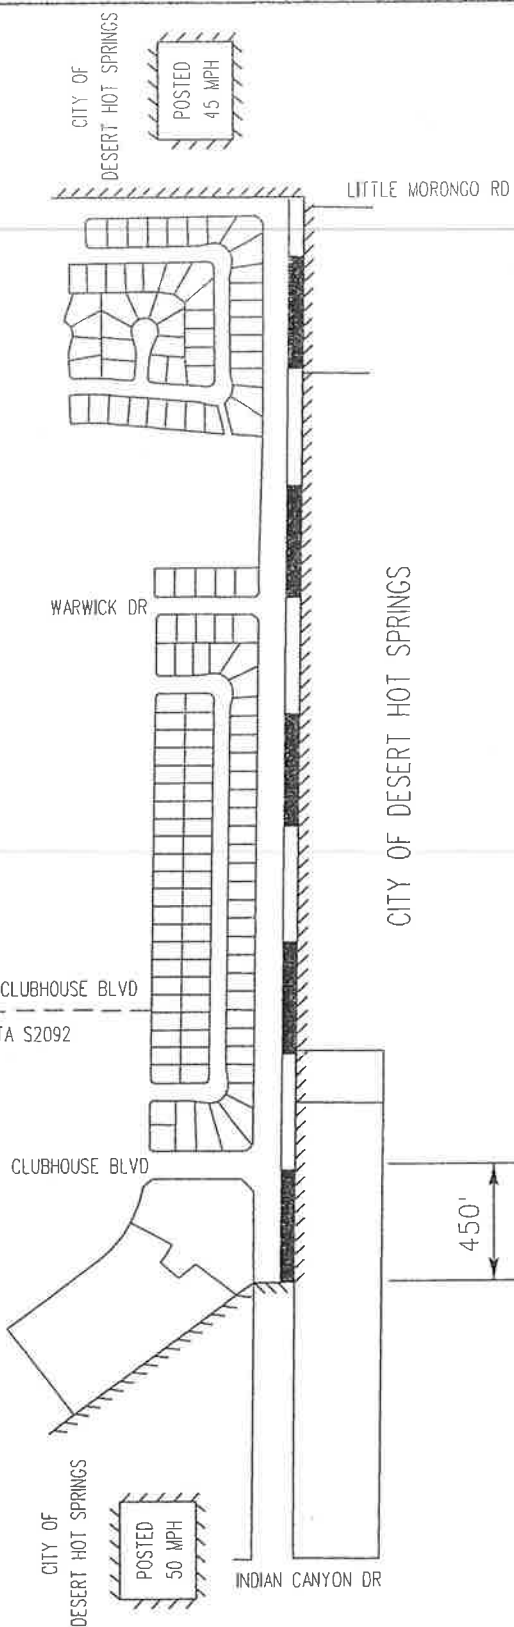 CITY OF
DESERT HOT SPRINGS
POSTED
45 MPH
LITTLE MORONGO RD
WARWICK DR
CITY OF DESERT HOT SPRINGS
CLUBHOUSE BLVD
TA S2092
CLUBHOUSE BLVD
450'
CITY OF
DESERT HOT SPRINGS
POSTED
50 MPH
INDIAN CANYON DR